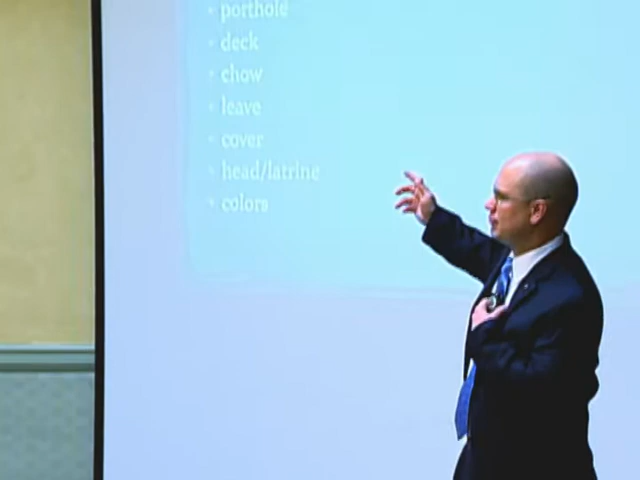 • porthole
• deck
• chow
• leave
• cover
• head/latrine
• colors